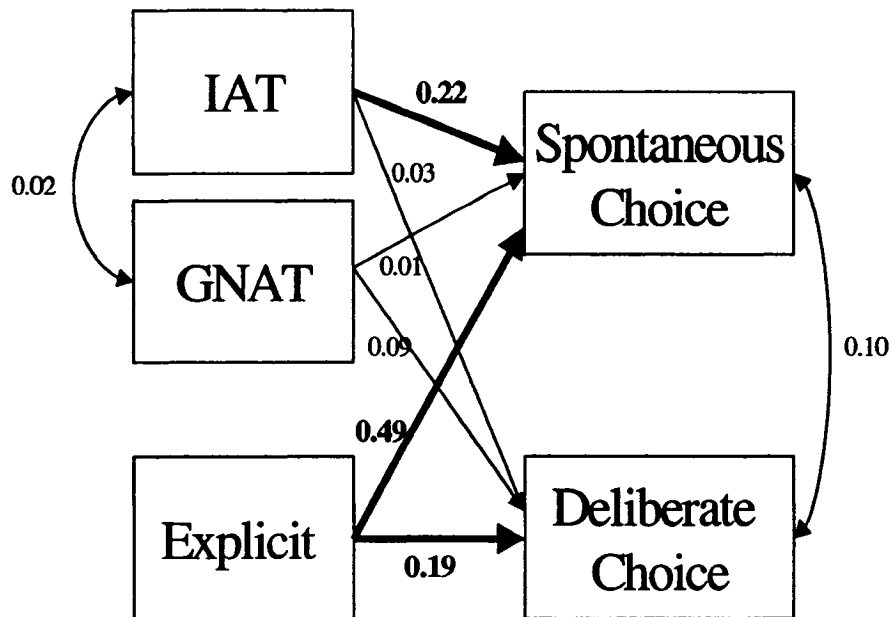 IAT
0.22
Spontaneous
Choice
0.03
0.02
GNAT
0.01
0.09
0.10
0.49
Explicit
0.19
Deliberate
Choice